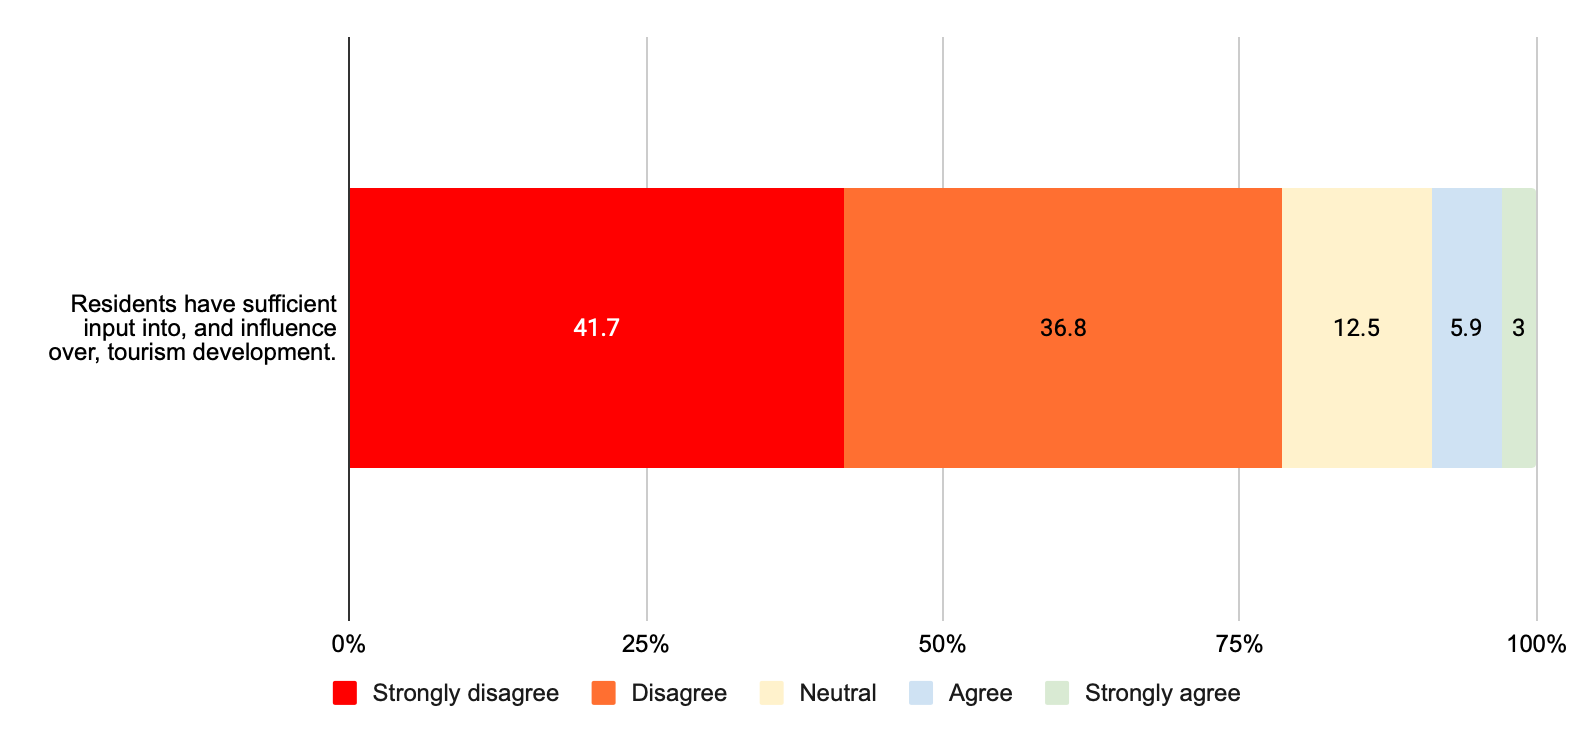 Residents have sufficient
input into, and influence
over, tourism development.
41.7
36.8
12.5
5.9
3
0%
25%
50%
75%
100%
Strongly disagree
Disagree
Neutral
Agree
Strongly agree